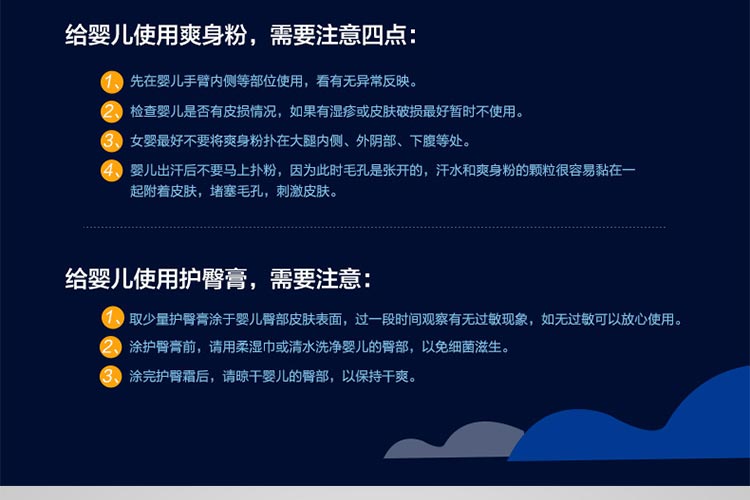 给婴儿使用爽身粉，需要注意四点：
1、先在婴儿手臂内侧等部位使用，看有无异常反映。
2、检查婴儿是否有皮损情况，如果有湿疹或皮肤破损最好暂时不使用。
3、女婴最好不要将爽身粉扑在大腿内侧、外阴部、下腹等处。
4、婴儿出汗后不要马上扑粉，因为此时毛孔是张开的，汗水和爽身粉的颗粒很容易黏在一
起附着皮肤，堵塞毛孔，刺激皮肤。
给婴儿使用护臀膏，需要注意：
1、取少量护臀膏涂于婴儿臀部皮肤表面，过一段时间观察有无过敏现象，如无过敏可以放心使用。
2、涂护臀膏前，请用柔湿巾或清水洗净婴儿的臀部，以免细菌滋生。
3、涂完护臀霜后，请晾干婴儿的臀部，以保持干爽。